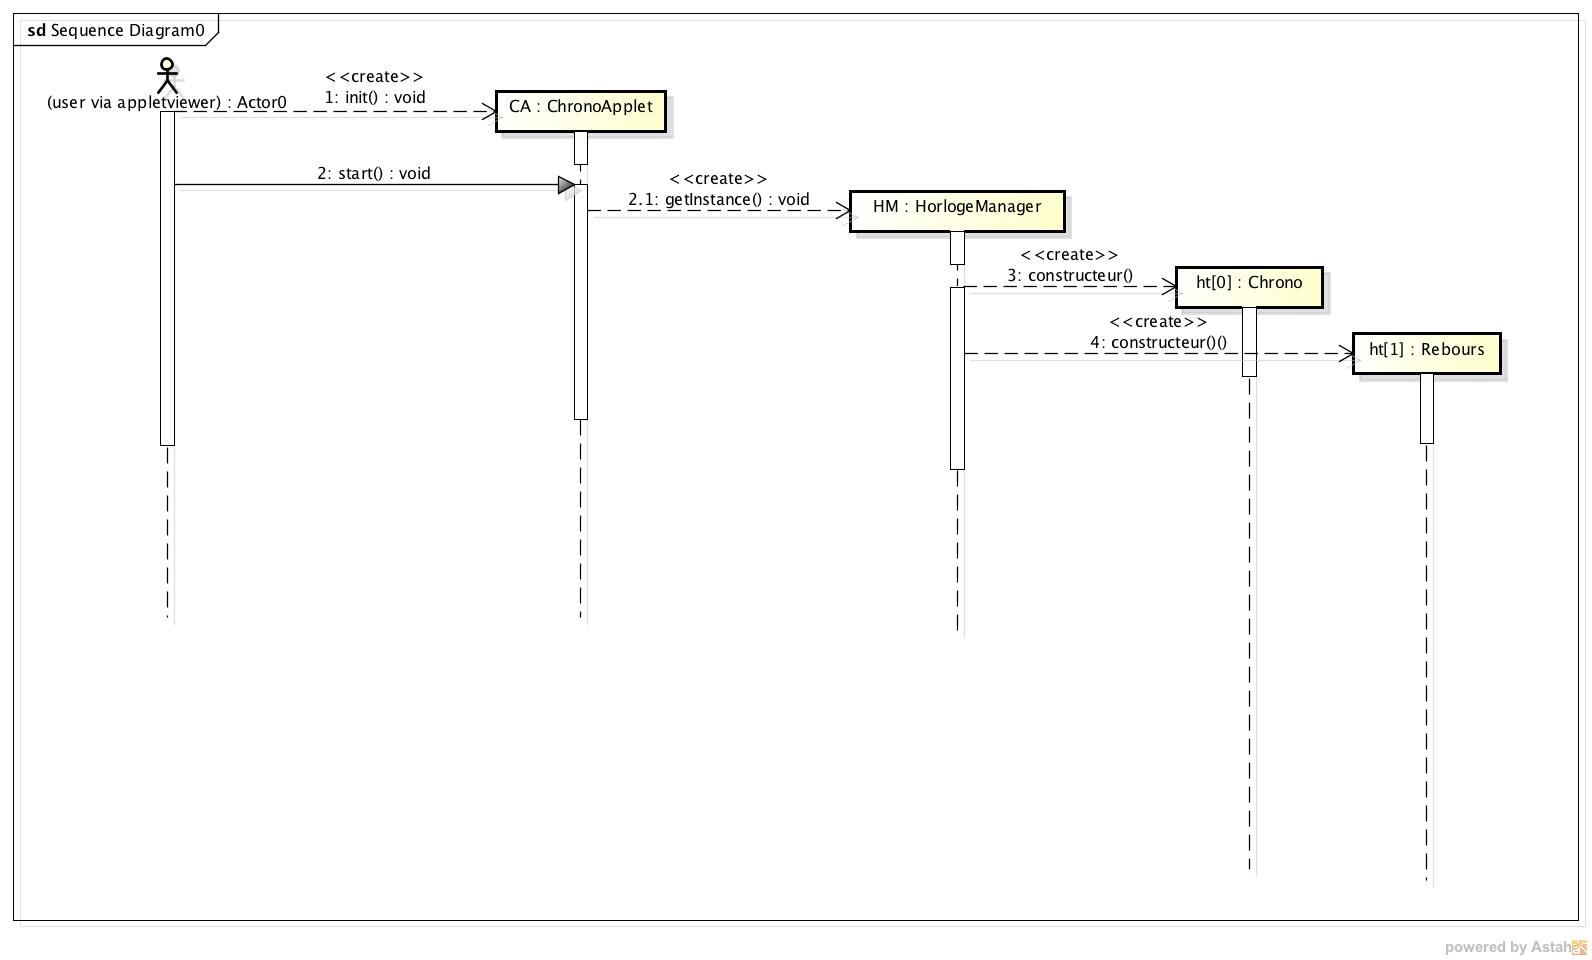 sd Sequence Diagram0
(user via appletviewer) : Actor0
<<create>>
1: init() : void
CA : ChronoApplet
2: start() : void
<<create>>
2.1: getInstance() : void
HM : HorlogeManager
<<create>>
3: constructeur()
ht[0] : Chrono
<<create>>
4: constructeur()()
ht[1] : Rebours
powered by Astah